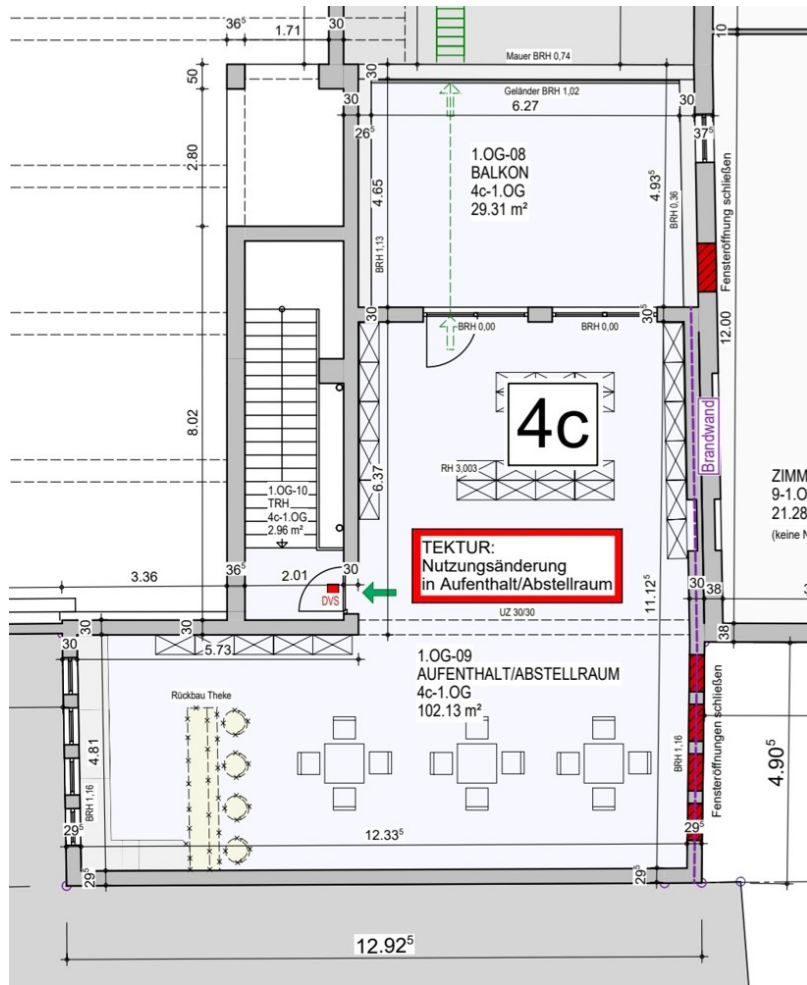 36⁵
1.71
30
50
30
Mauer BRH 0,74
10
30
Geländer BRH 1,02
6.27
30
26⁵
37⁵
2.80
1.OG-08
BALKON
4c-1.OG
29.31 m²
4.65
4.93⁵
BRH 1,13
BRH 0,36
Fensteröffnung schließen
30
BRH 0,00
BRH 0,00
30⁵
12.00
8.02
4c
Brandwand
6.37
RH 3,003
ZIMM
9-1.O
21.28
(keine N
1.OG-10
TRH
4c-1.OG
2.96 m²
TEKTUR:
Nutzungsänderung
in Aufenthalt/Abstellraum
3.36
36⁵
2.01
30
DVS
11.12⁵
30
38
3
UZ 30/30
30
30
30
38
5.73
1.OG-09
AUFENTHALT/ABSTELLRAUM
4c-1.OG
102.13 m²
Rückbau Theke
4.81
BRH 1,16
BRH 1,16
Fensteröffnungen schließen
4.90⁵
29⁵
12.33⁵
29⁵
29⁵
29⁵
12.92⁵